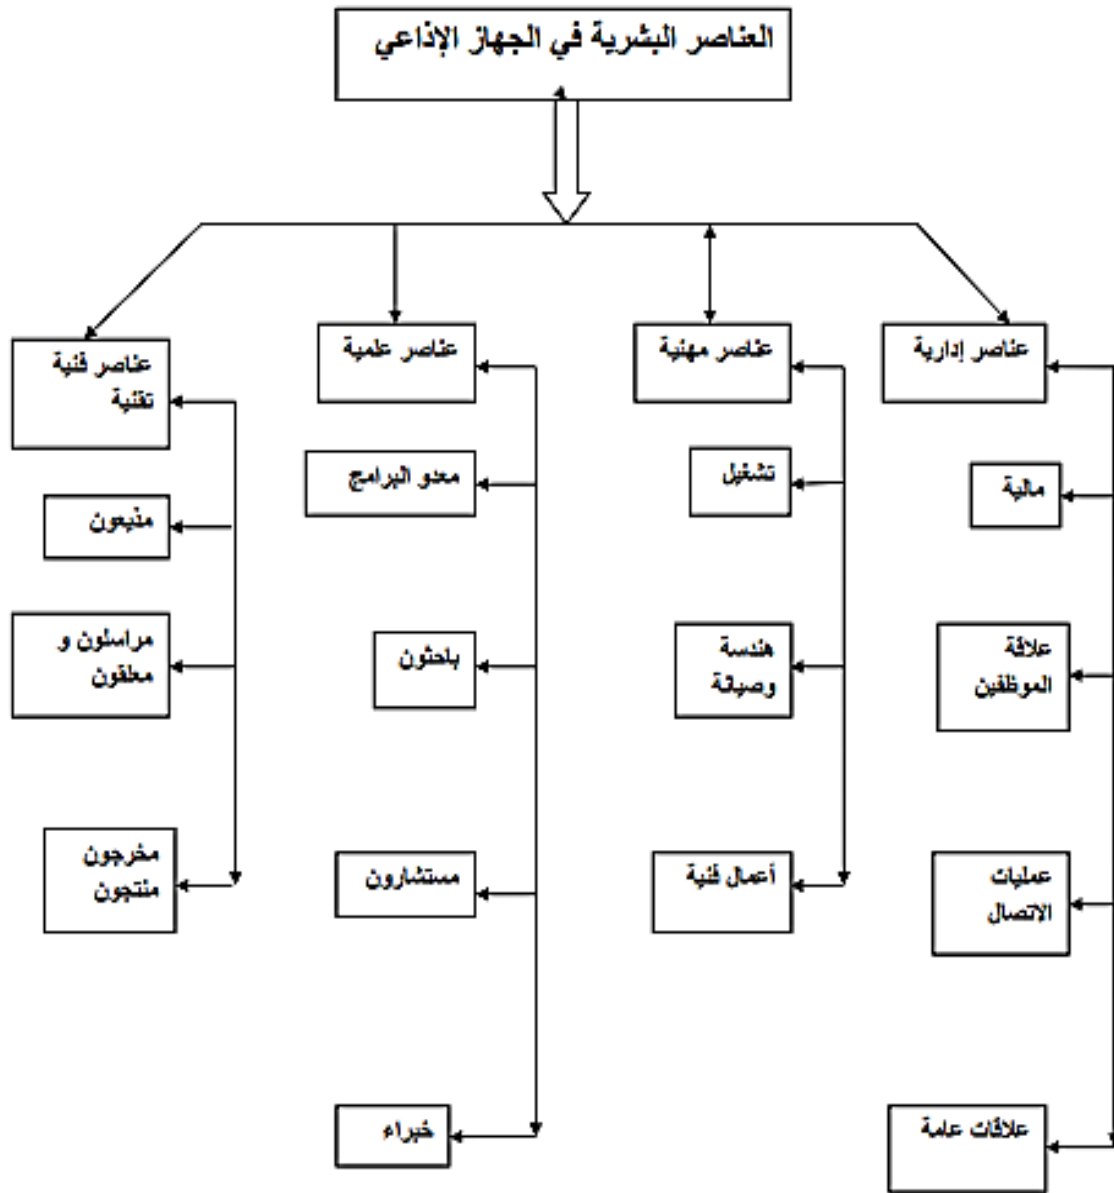 العناصر البشرية في الجهاز الإذاعي
عناصر إدارية
مالية
علاقة
الموظفين
عمليات
الاتصال
علاقات عامة
عناصر مهنية
تشغيل
هندسة
وصيانة
أعمال فنية
عناصر علمية
معدو البرامج
باحثون
مستشارون
خبراء
عناصر فنية
تقنية
مذيعون
مراسلون و
معلقون
مخرجون
منتجون